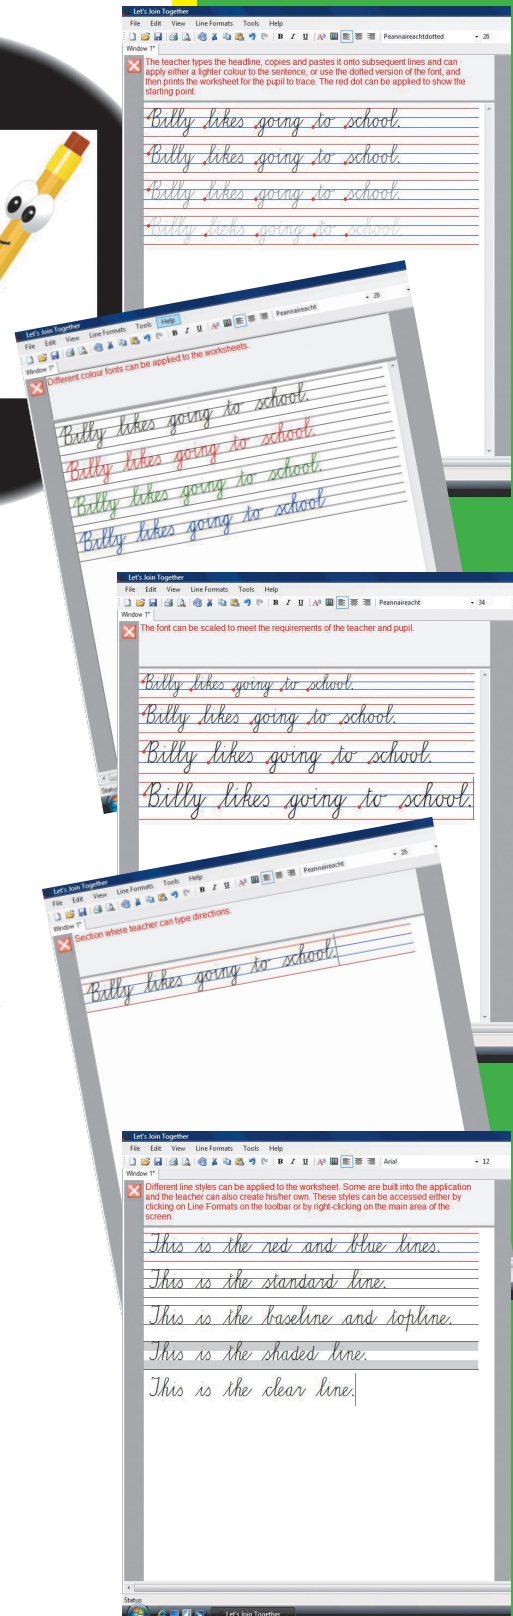 Let's Join Together
File Edit View Line Formats Tools Help
B I U Peannaireachtdotted 26
Window 1*
The teacher types the headline, copies and pastes it onto subsequent lines and can
apply either a lighter colour to the sentence, or use the dotted version of the font, and
then prints the worksheet for the pupil to trace. The red dot can be applied to show the
starting point.
Billy likes going to school.
Billy likes going to school.
Billy likes going to school.
Billy lieks going to school
Let's Join Together
File Edit View Line Formats Tools Help
B I U Peannaireacht 26
Window 1*
Different colour fonts can be applied to the worksheets.
Billy likes going to school.
Billy likes going to school.
Billy likes going to school.
Billy likes going to school
Status
Let's Join Together
File Edit View Line Formats Tools Help
B I U Peannaireacht 34
Window 1*
The font can be scaled to meet the requirements of the teacher and pupil.
Billy likes going to school.
Billy likes going to school.
Billy likes going to school.
Billy likes going to school.
Let's Join Together
File Edit View Line Formats Tools Help
B I U Peannaireacht 26
Window 1*
Section where teacher can type directions.
Billy likes going to school.
Let's Join Together
File Edit View Line Formats Tools Help
B I U Arial 12
Window 1*
Different line styles can be applied to the worksheet. Some are built into the application
and the teacher can also create his/her own. These styles can be accessed either by
clicking on Line Formats on the toolbar or by right-clicking on the main area of the
screen.
This is the red and blue lines.
This is the standard line.
This is the baseline and topline.
This is the shaded line.
This is the clear line.
Status
Let's Join Together